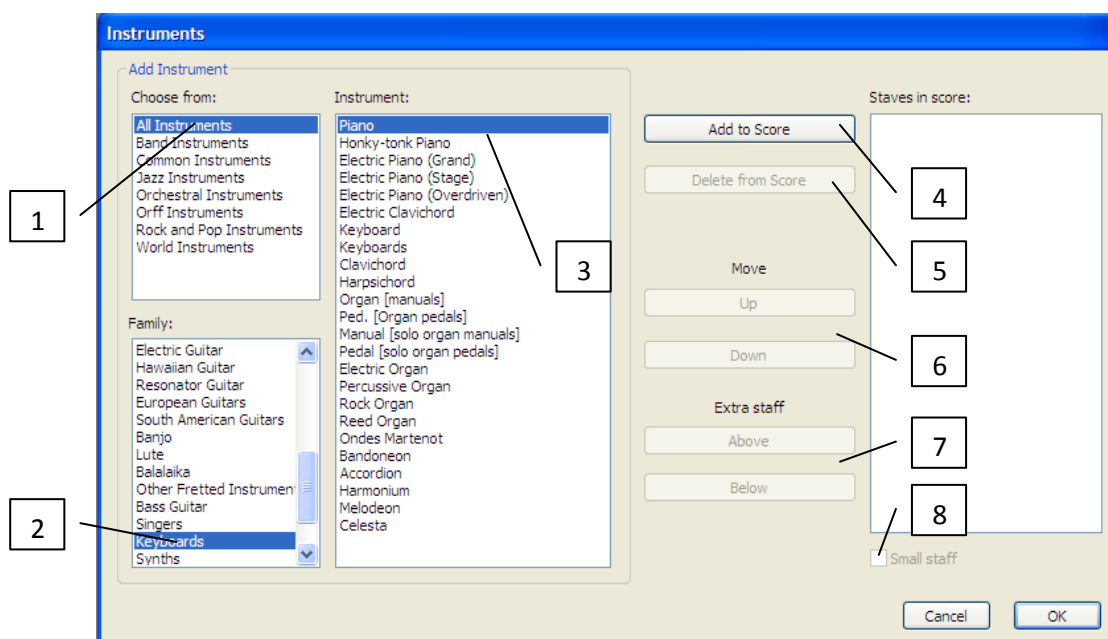 Instruments
Add Instrument
Choose from:
All Instruments
Band Instruments
Common Instruments
Jazz Instruments
Orchestral Instruments
Orff Instruments
Rock and Pop Instruments
World Instruments
Family:
Electric Guitar
Hawaiian Guitar
Resonator Guitar
European Guitars
South American Guitars
Banjo
Lute
Balalaika
Other Fretted Instrumen
Bass Guitar
Singers
Keyboards
Synths
Instrument:
Piano
Honky-tonk Piano
Electric Piano (Grand)
Electric Piano (Stage)
Electric Piano (Overdriven)
Electric Clavichord
Keyboard
Keyboards
Clavichord
Harpsichord
Organ [manuals]
Ped. [Organ pedals]
Manual [solo organ manuals]
Pedal [solo organ pedals]
Electric Organ
Percussive Organ
Rock Organ
Reed Organ
Ondes Martenot
Bandoneon
Accordion
Harmonium
Melodeon
Celesta
Add to Score
Delete from Score
Move
Up
Down
Extra staff
Above
Below
Staves in score:
Small staff
Cancel
OK
1
2
3
4
5
6
7
8